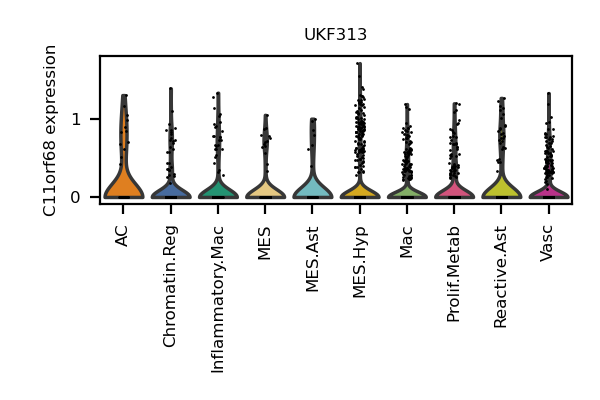 UKF313
C11orf68 expression
1
0
AC
Chromatin.Reg
Inflammatory.Mac
MES
MES.Ast
MES.Hyp
Mac
Prolif.Metab
Reactive.Ast
Vasc